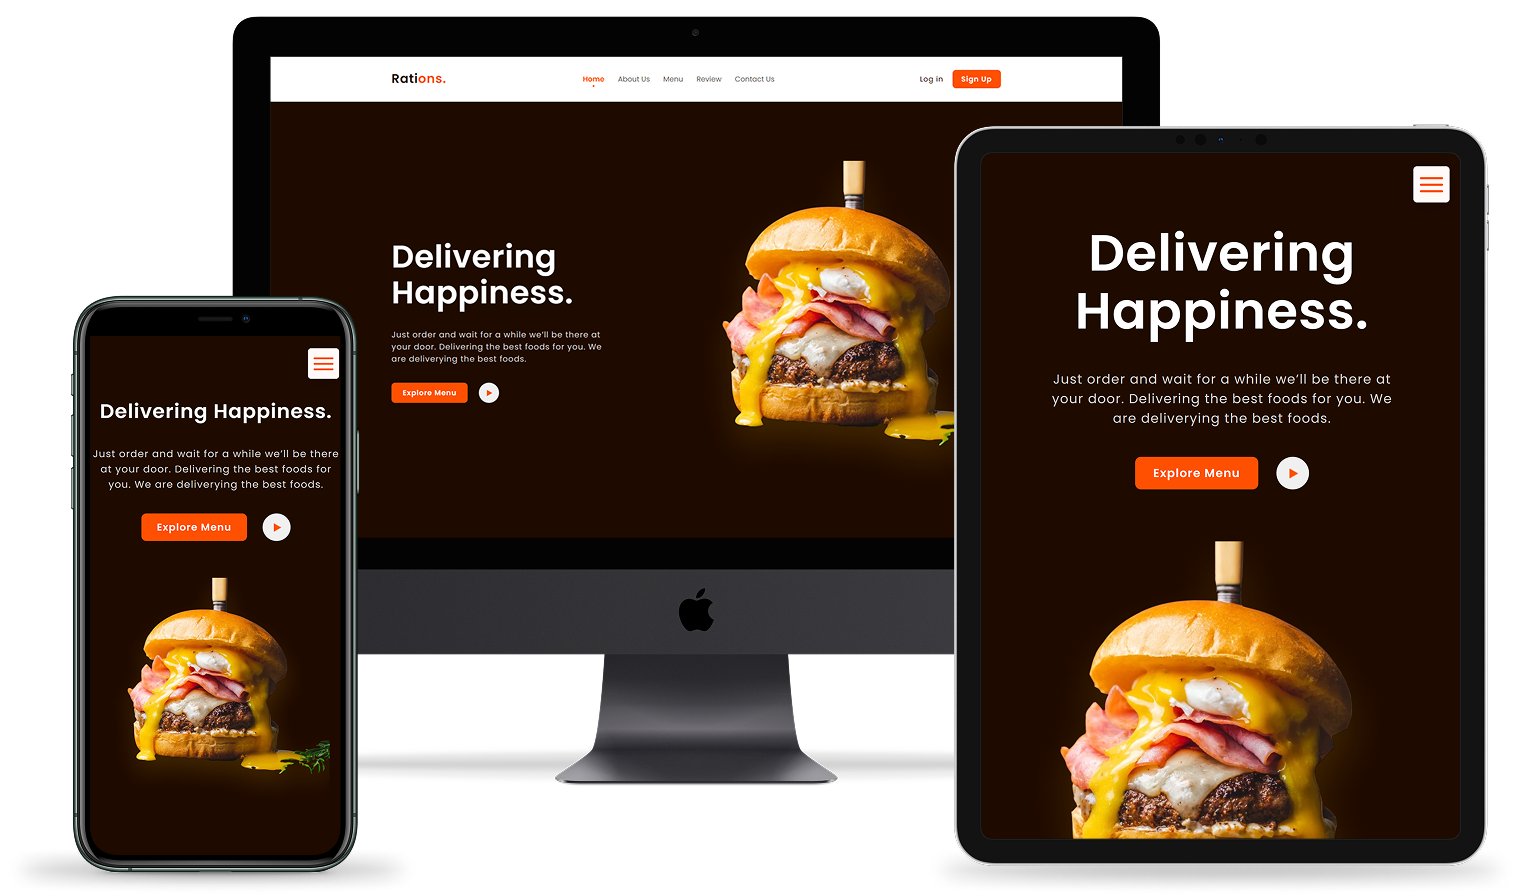 Rations.
Home About Us Menu Review Contact Us
Log in Sign Up
Delivering
Happiness.
Just order and wait for a while we'll be there at
your door. Delivering the best foods for you. We
are deliverying the best foods.
Explore Menu
Delivering Happiness.
Just order and wait for a while we'll be there
at your door. Delivering the best foods for
you. We are deliverying the best foods.
Explore Menu
Delivering
Happiness.
Just order and wait for a while we'll be there at
your door. Delivering the best foods for you. We
are deliverying the best foods.
Explore Menu